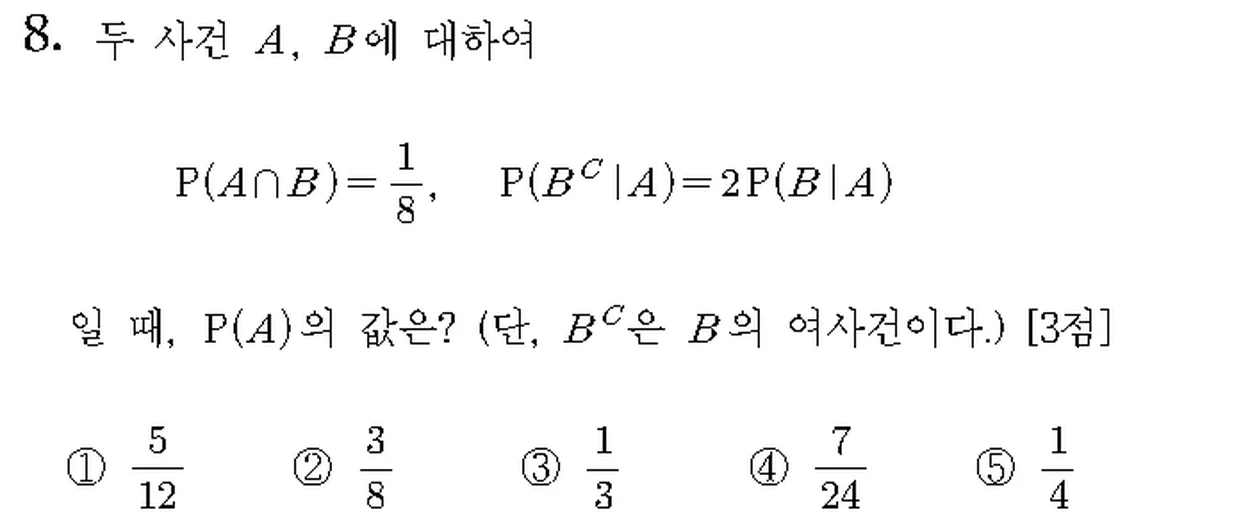 8. 두 사건 A, B에 대하여
P(A∩B)=1/8, P(B^C|A)=2P(B|A)
일 때, P(A)의 값은? (단, B^C은 B의 여사건이다.) [3점]
① 5/12 ② 3/8 ③ 1/3 ④ 7/24 ⑤ 1/4